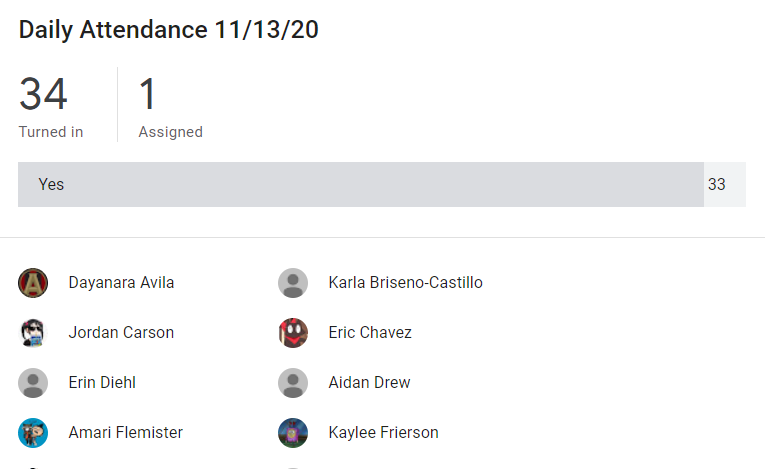 Daily Attendance 11/13/20
34
1
Turned in
Assigned
Yes
33
Dayanara Avila
Karla Briseno-Castillo
Jordan Carson
Eric Chavez
Erin Diehl
Aidan Drew
Amari Flemister
Kaylee Frierson